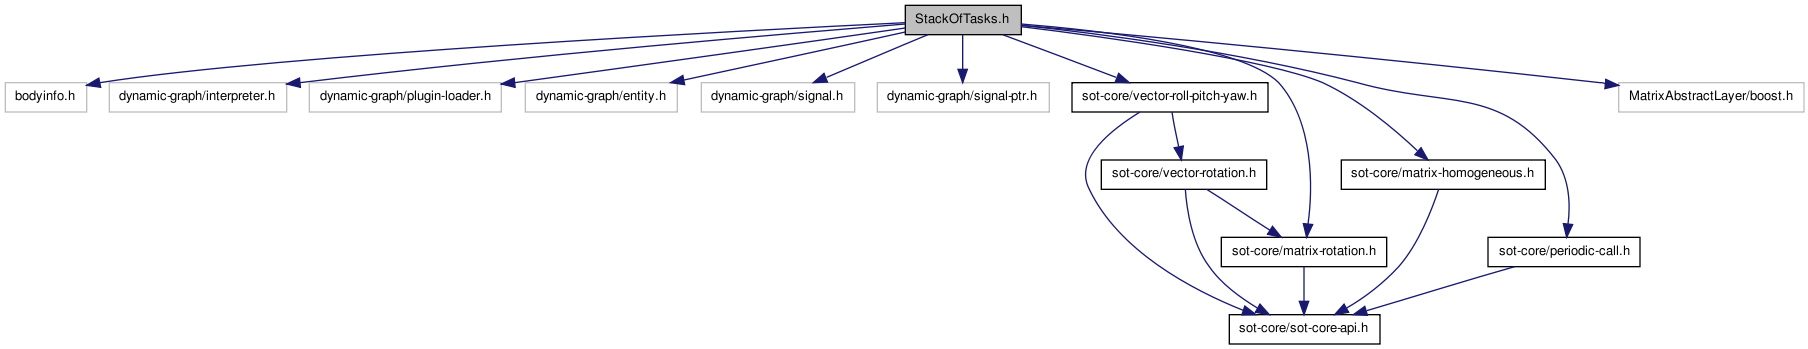 StackOfTasks.h
bodyinfo.h
dynamic-graph/interpreter.h
dynamic-graph/plugin-loader.h
dynamic-graph/entity.h
dynamic-graph/signal.h
dynamic-graph/signal-ptr.h
sot-core/vector-roll-pitch-yaw.h
MatrixAbstractLayer/boost.h
sot-core/vector-rotation.h
sot-core/matrix-homogeneous.h
sot-core/matrix-rotation.h
sot-core/periodic-call.h
sot-core/sot-core-api.h